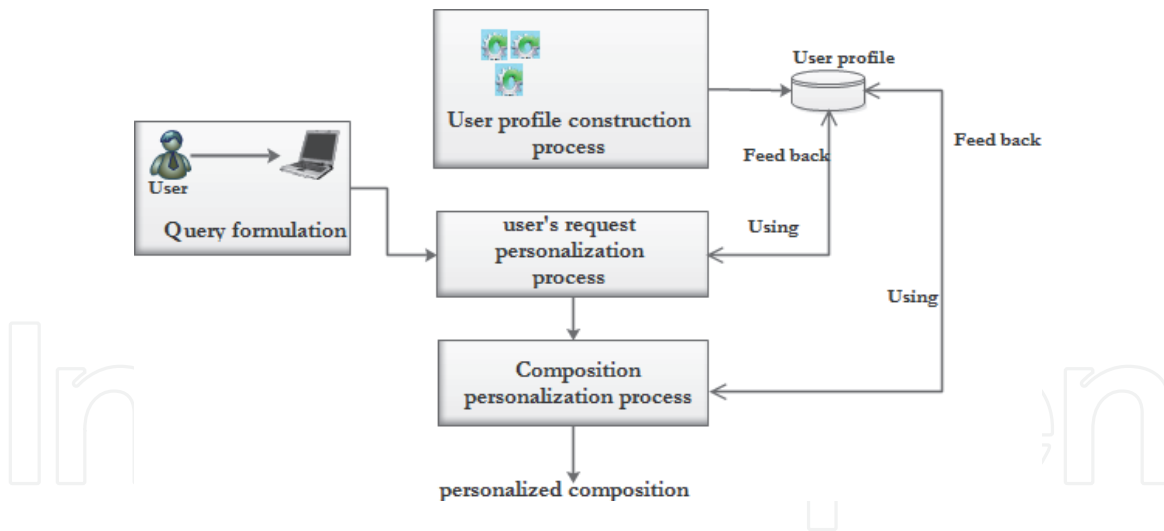 User profile
User profile construction
process
Feed back
Feed back
User
Query formulation
user's request
personalization
process
Using
Using
Composition
personalization process
personalized composition